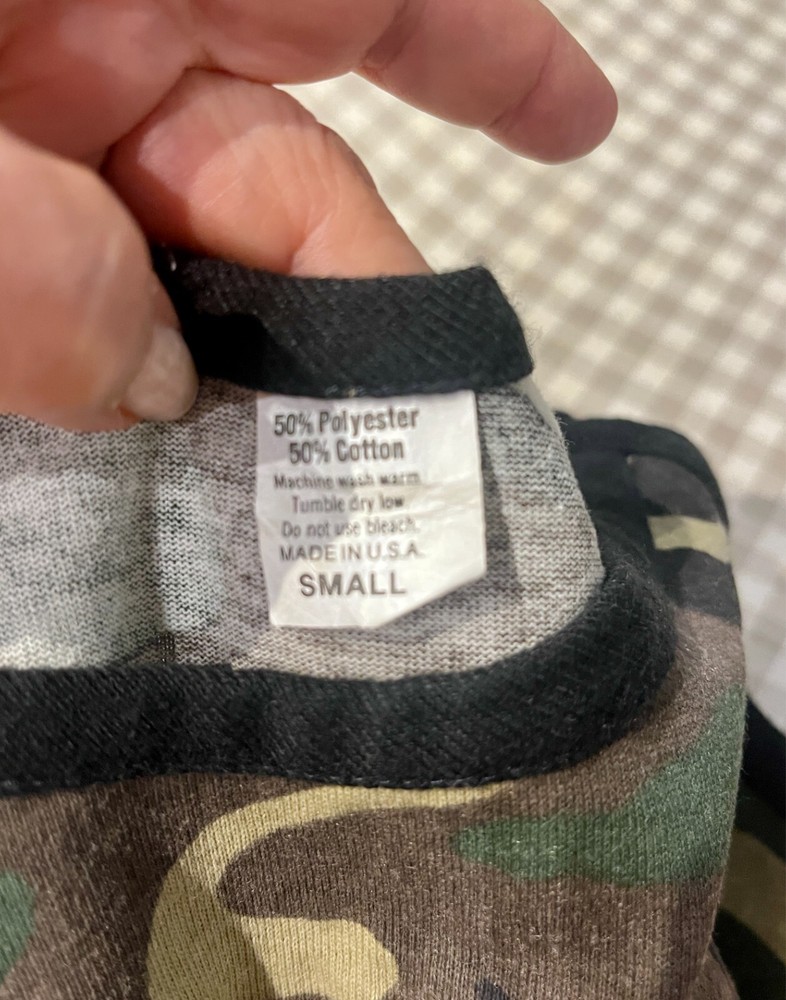 50% Polyester
50% Cotton
Machine wash warm
Tumble dry low
Do not use bleach.
MADE IN U.S.A.
SMALL